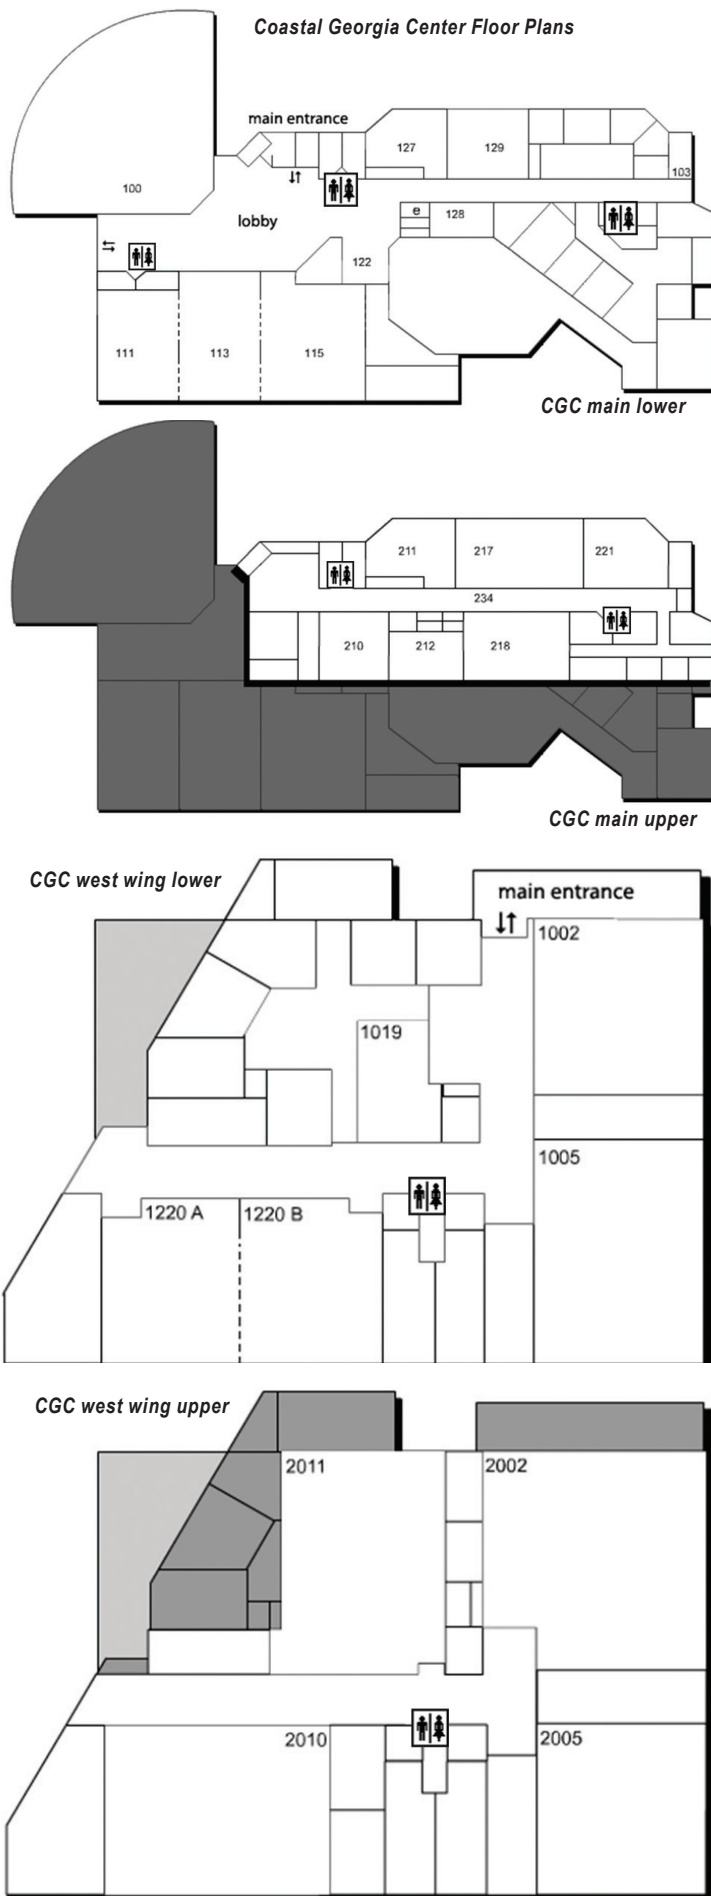 Coastal Georgia Center Floor Plans
main entrance
127
129
103
100
lobby
e
128
122
111
113
115
CGC main lower
211
217
221
234
210
212
218
CGC main upper
CGC west wing lower
main entrance
1002
1019
1005
1220 A
1220 B
CGC west wing upper
2011
2002
2010
2005